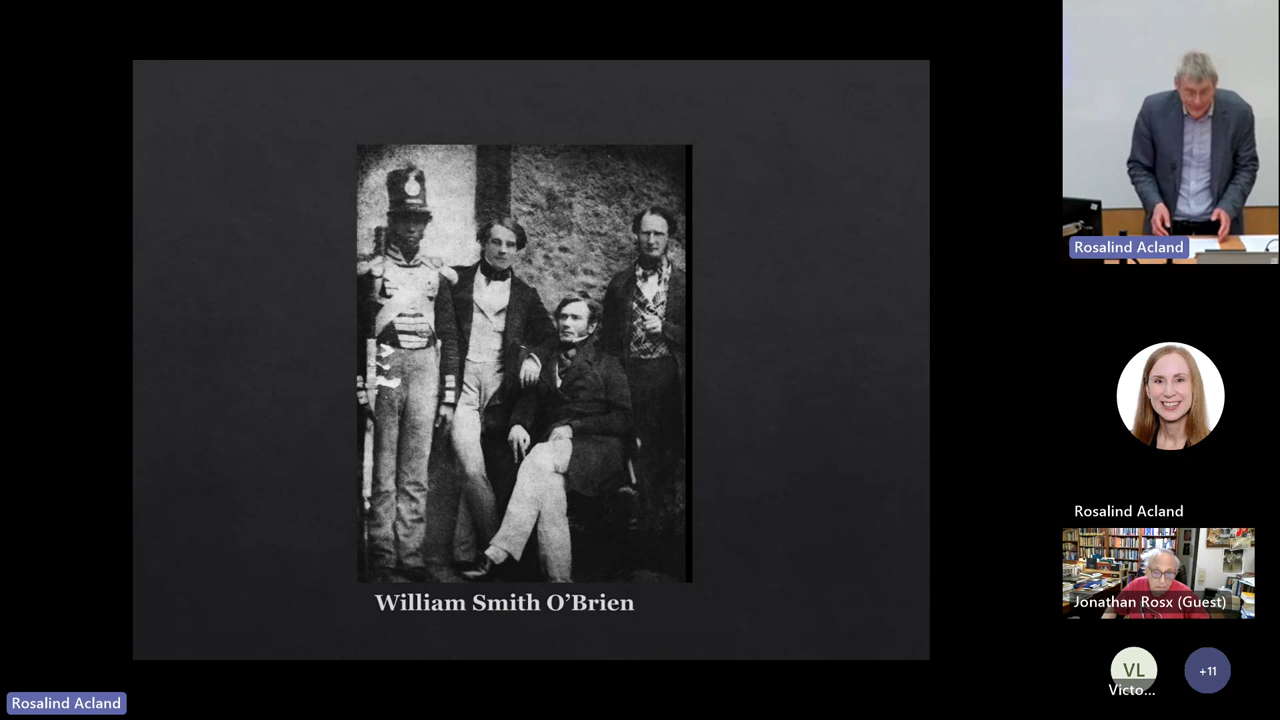 William Smith O’Brien
Rosalind Acland
Rosalind Acland
Jonathan Rosx (Guest)
VL
Victo...
+11
Rosalind Acland